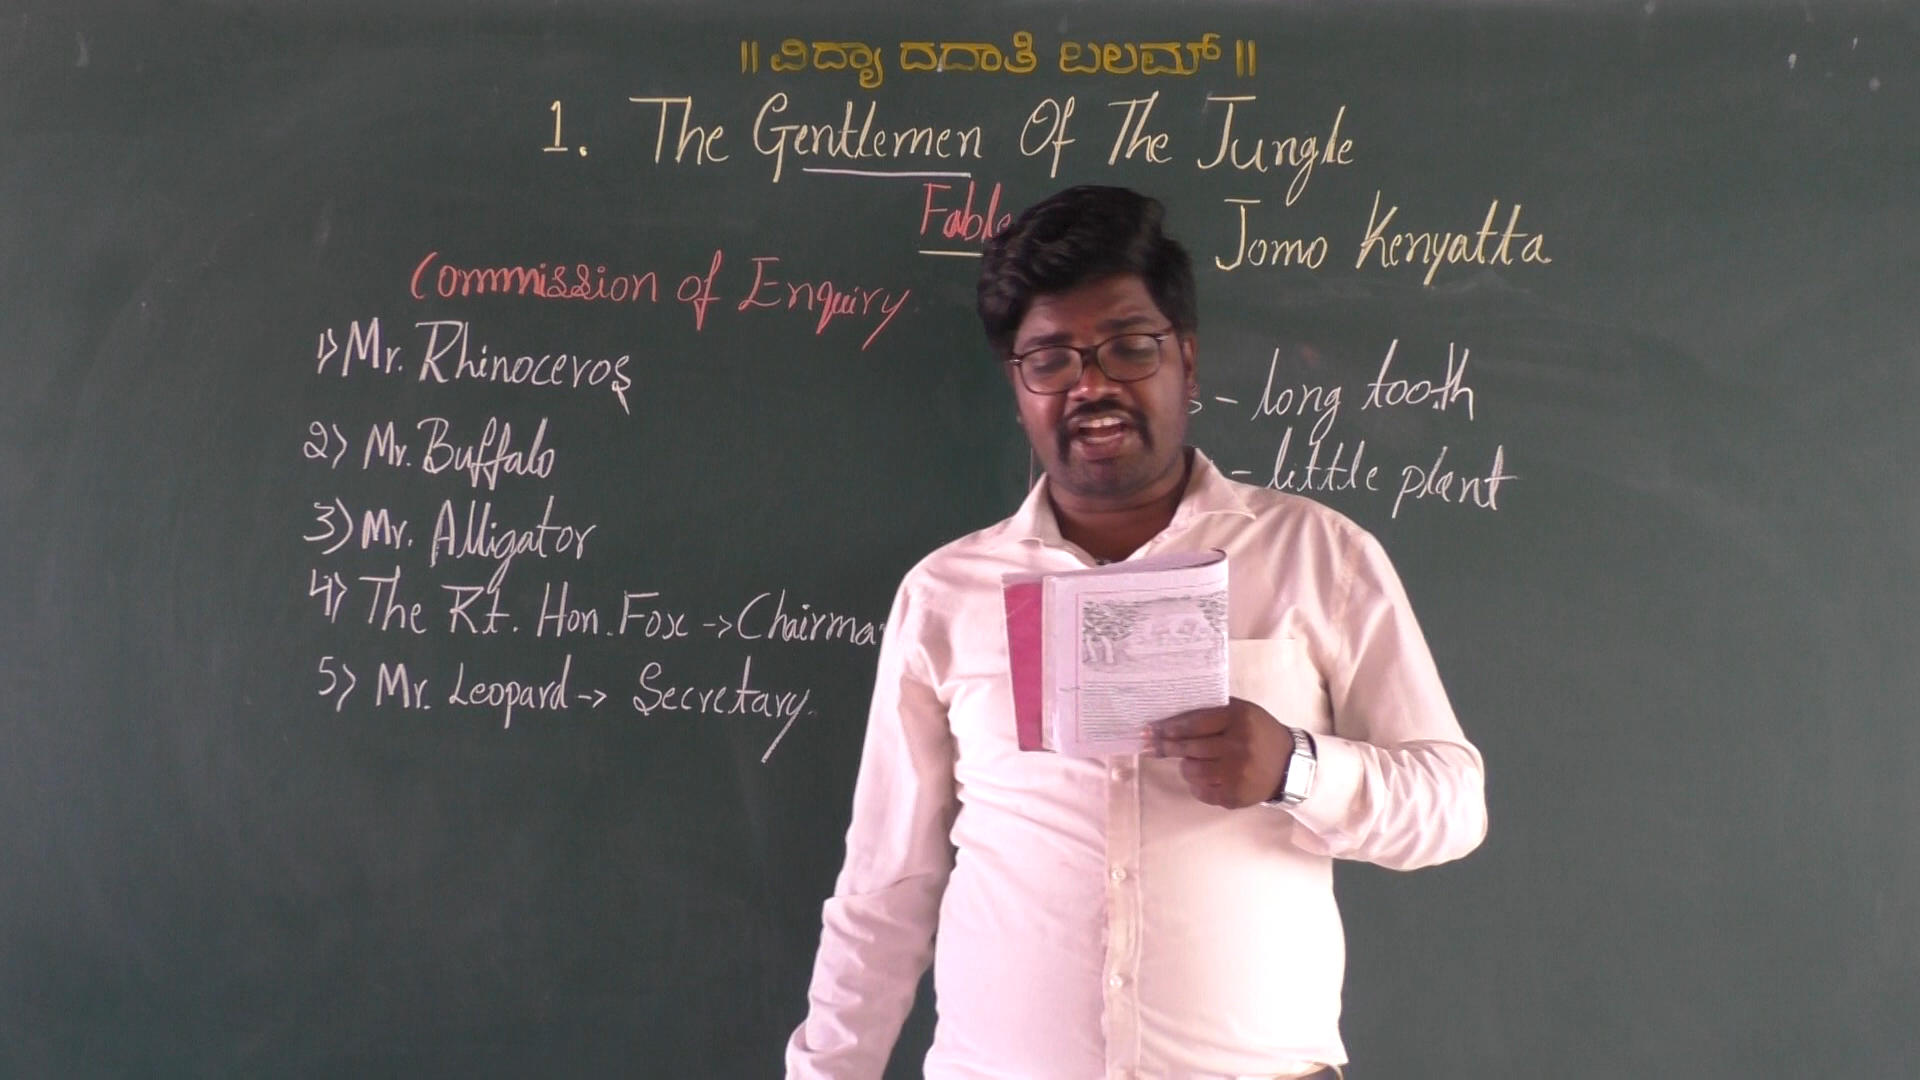 ॥ ವಿದ್ಯಾ ದದಾತಿ ಬಲಮ್ ॥
1. The Gentlemen Of The Jungle
Fable
Jomo Kenyatta
Commission of Enquiry
1) Mr. Rhinoceros
2) Mr. Buffalo
3) Mr. Alligator
4) The Rt. Hon. Fox -> Chairma
5) Mr. Leopard -> Secretary.
- long tooth
- little plant